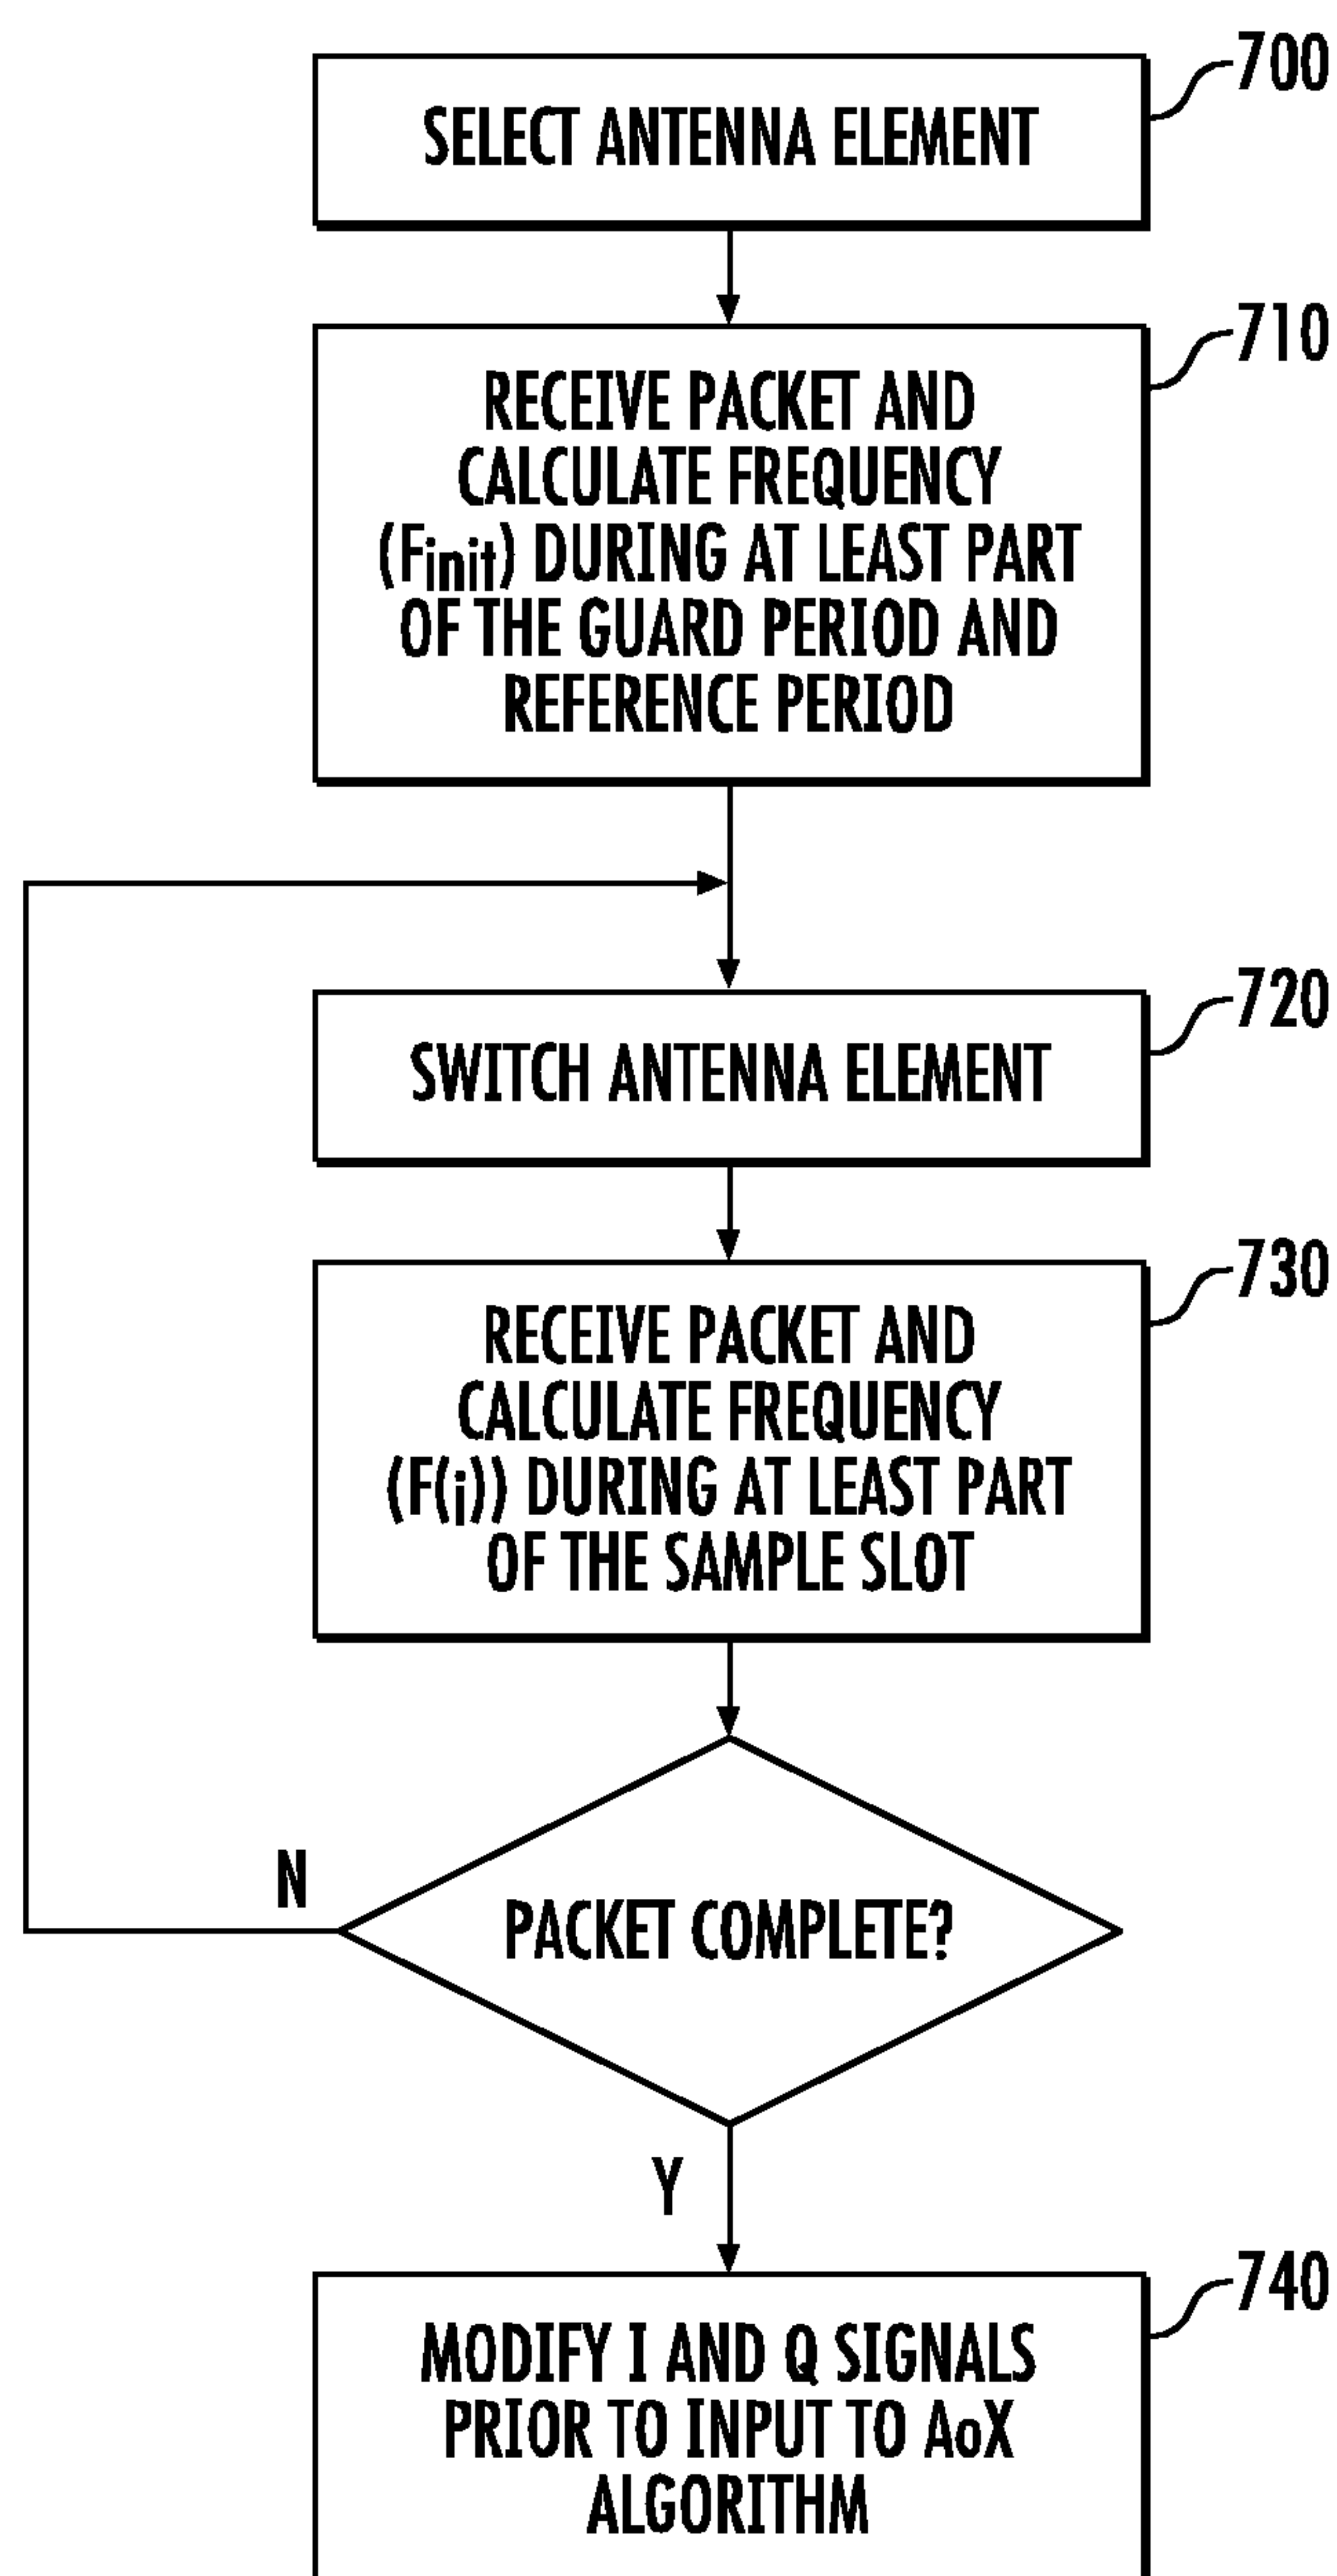 700
SELECT ANTENNA ELEMENT
710
RECEIVE PACKET AND
CALCULATE FREQUENCY
(Finit) DURING AT LEAST PART
OF THE GUARD PERIOD AND
REFERENCE PERIOD
720
SWITCH ANTENNA ELEMENT
730
RECEIVE PACKET AND
CALCULATE FREQUENCY
(F(i)) DURING AT LEAST PART
OF THE SAMPLE SLOT
N
PACKET COMPLETE?
Y
740
MODIFY I AND Q SIGNALS
PRIOR TO INPUT TO AoX
ALGORITHM